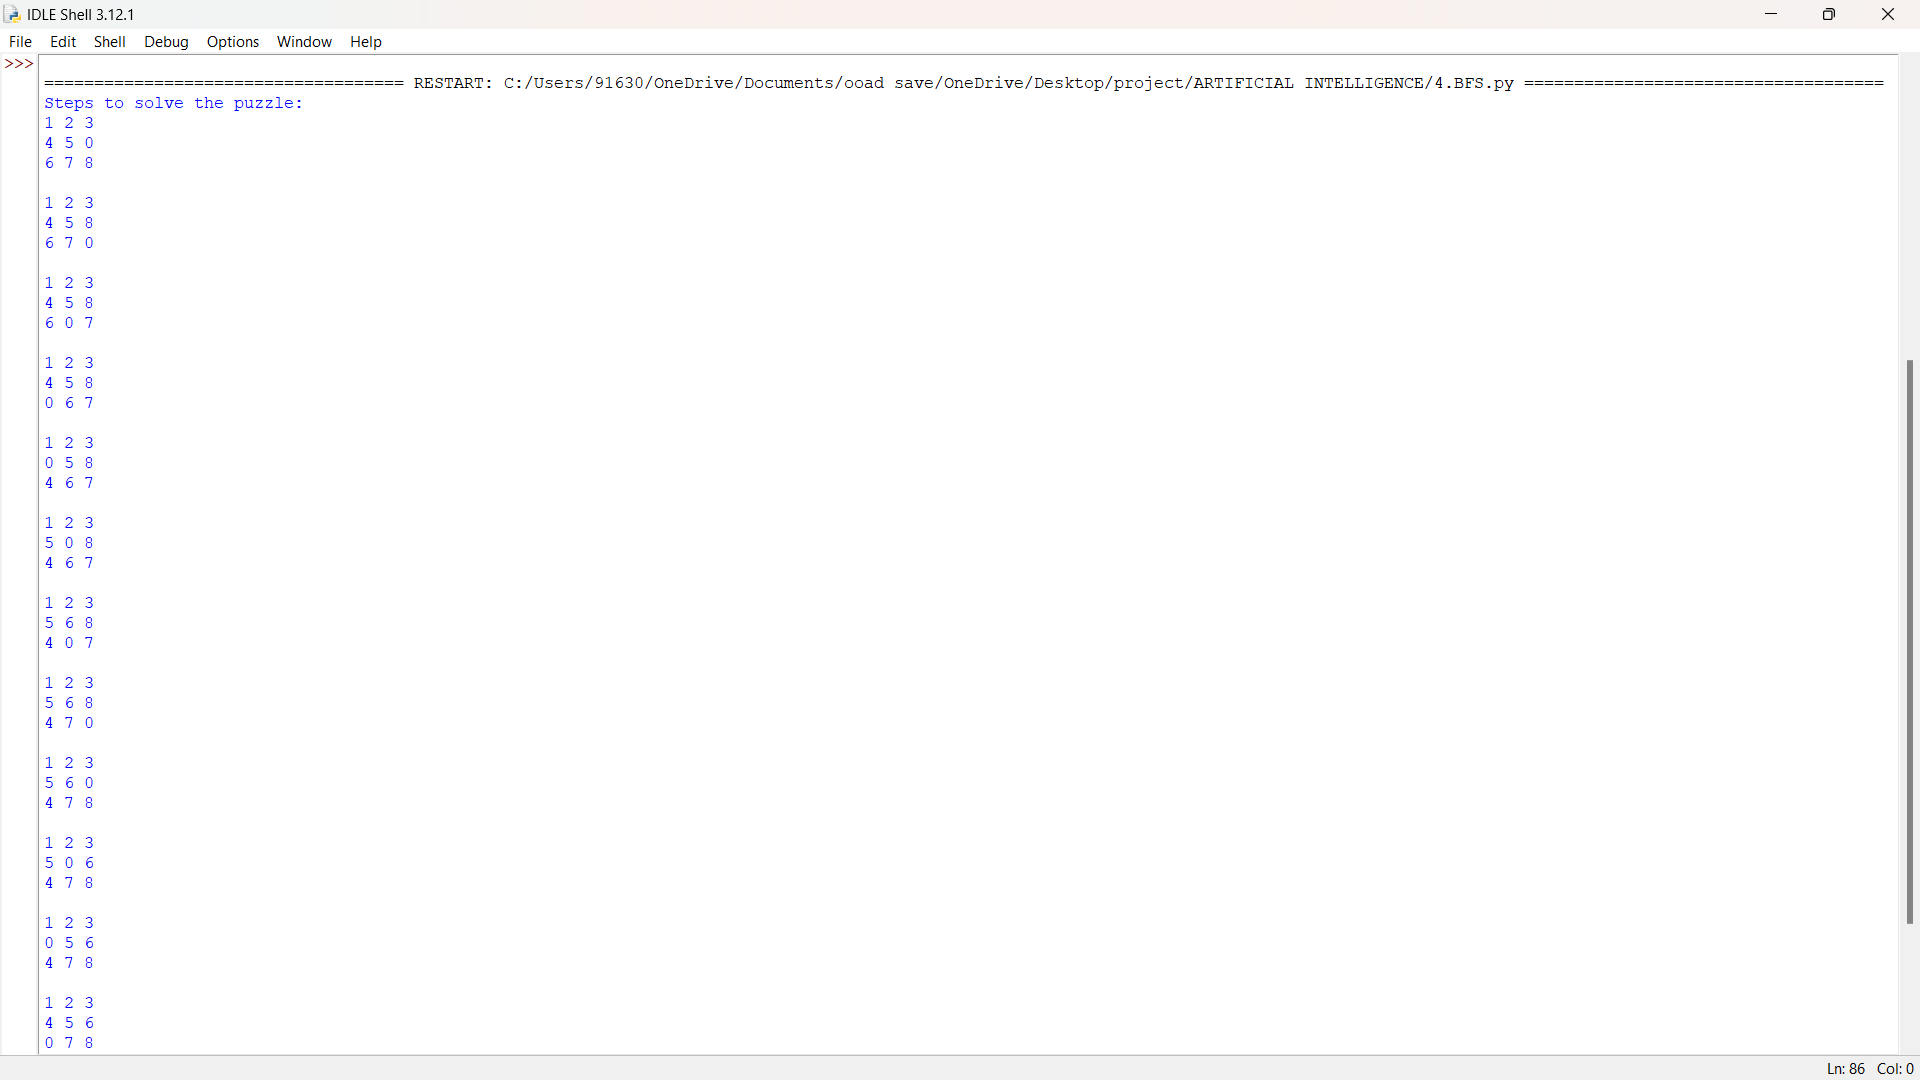 IDLE Shell 3.12.1
File Edit Shell Debug Options Window Help
>>>
==================================== RESTART: C:/Users/91630/OneDrive/Documents/ooad save/OneDrive/Desktop/project/ARTIFICIAL INTELLIGENCE/4.BFS.py ====================================
Steps to solve the puzzle:
1 2 3
4 5 0
6 7 8
1 2 3
4 5 8
6 7 0
1 2 3
4 5 8
6 0 7
1 2 3
4 5 8
0 6 7
1 2 3
0 5 8
4 6 7
1 2 3
5 0 8
4 6 7
1 2 3
5 6 8
4 0 7
1 2 3
5 6 8
4 7 0
1 2 3
5 6 0
4 7 8
1 2 3
5 0 6
4 7 8
1 2 3
0 5 6
4 7 8
1 2 3
4 5 6
0 7 8
Ln: 86 Col: 0